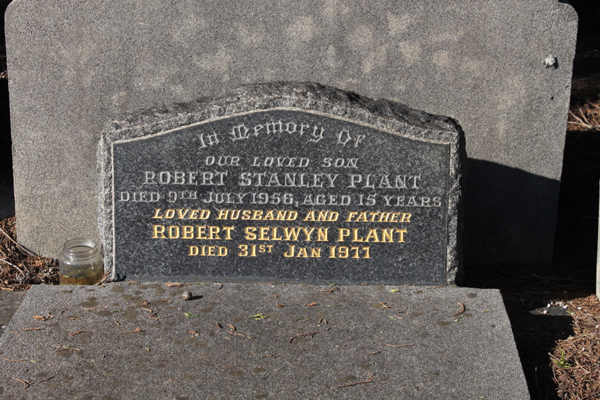 In Memory Of
OUR LOVED SON
ROBERT STANLEY PLANT
DIED 9TH JULY 1956, AGED 15 YEARS
LOVED HUSBAND AND FATHER
ROBERT SELWYN PLANT
DIED 31ST JAN 1977